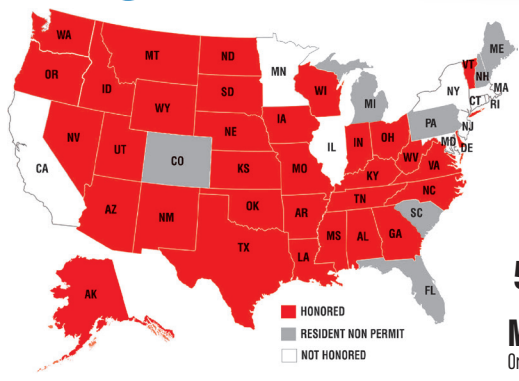 WA
MT
ND
MN
ME
VT
NH
OR
ID
SD
WI
NY
MA
WY
MI
CT
RI
IA
PA
NJ
NV
NE
OH
MD
DE
IL
IN
UT
CO
WV
VA
CA
KS
MO
KY
NC
TN
OK
AZ
NM
AR
SC
MS
AL
GA
TX
LA
FL
AK
5
HONORED
RESIDENT NON PERMIT
NOT HONORED
M